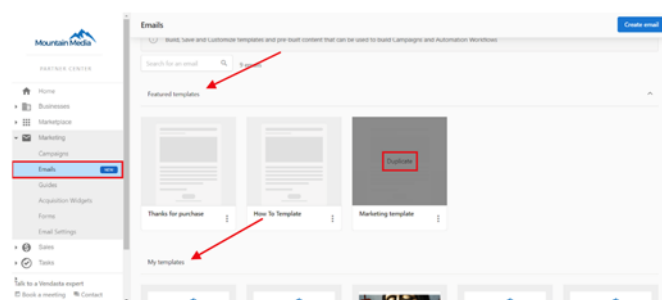 Mountain Media
PARTNER CENTER
Home
Businesses
Marketplace
Marketing
Campaigns
Emails NEW
Guides
Acquisition Widgets
Forms
Email Settings
Sales
Tasks
Talk to a Vendasta expert
Book a meeting Contact
Emails
Create email
Build, Save and Customize templates and pre built content that can be used to build Campaigns and Automation Workflows
Search for an email
Featured templates
Duplicate
Thanks for purchase
How To Template
Marketing template
My templates